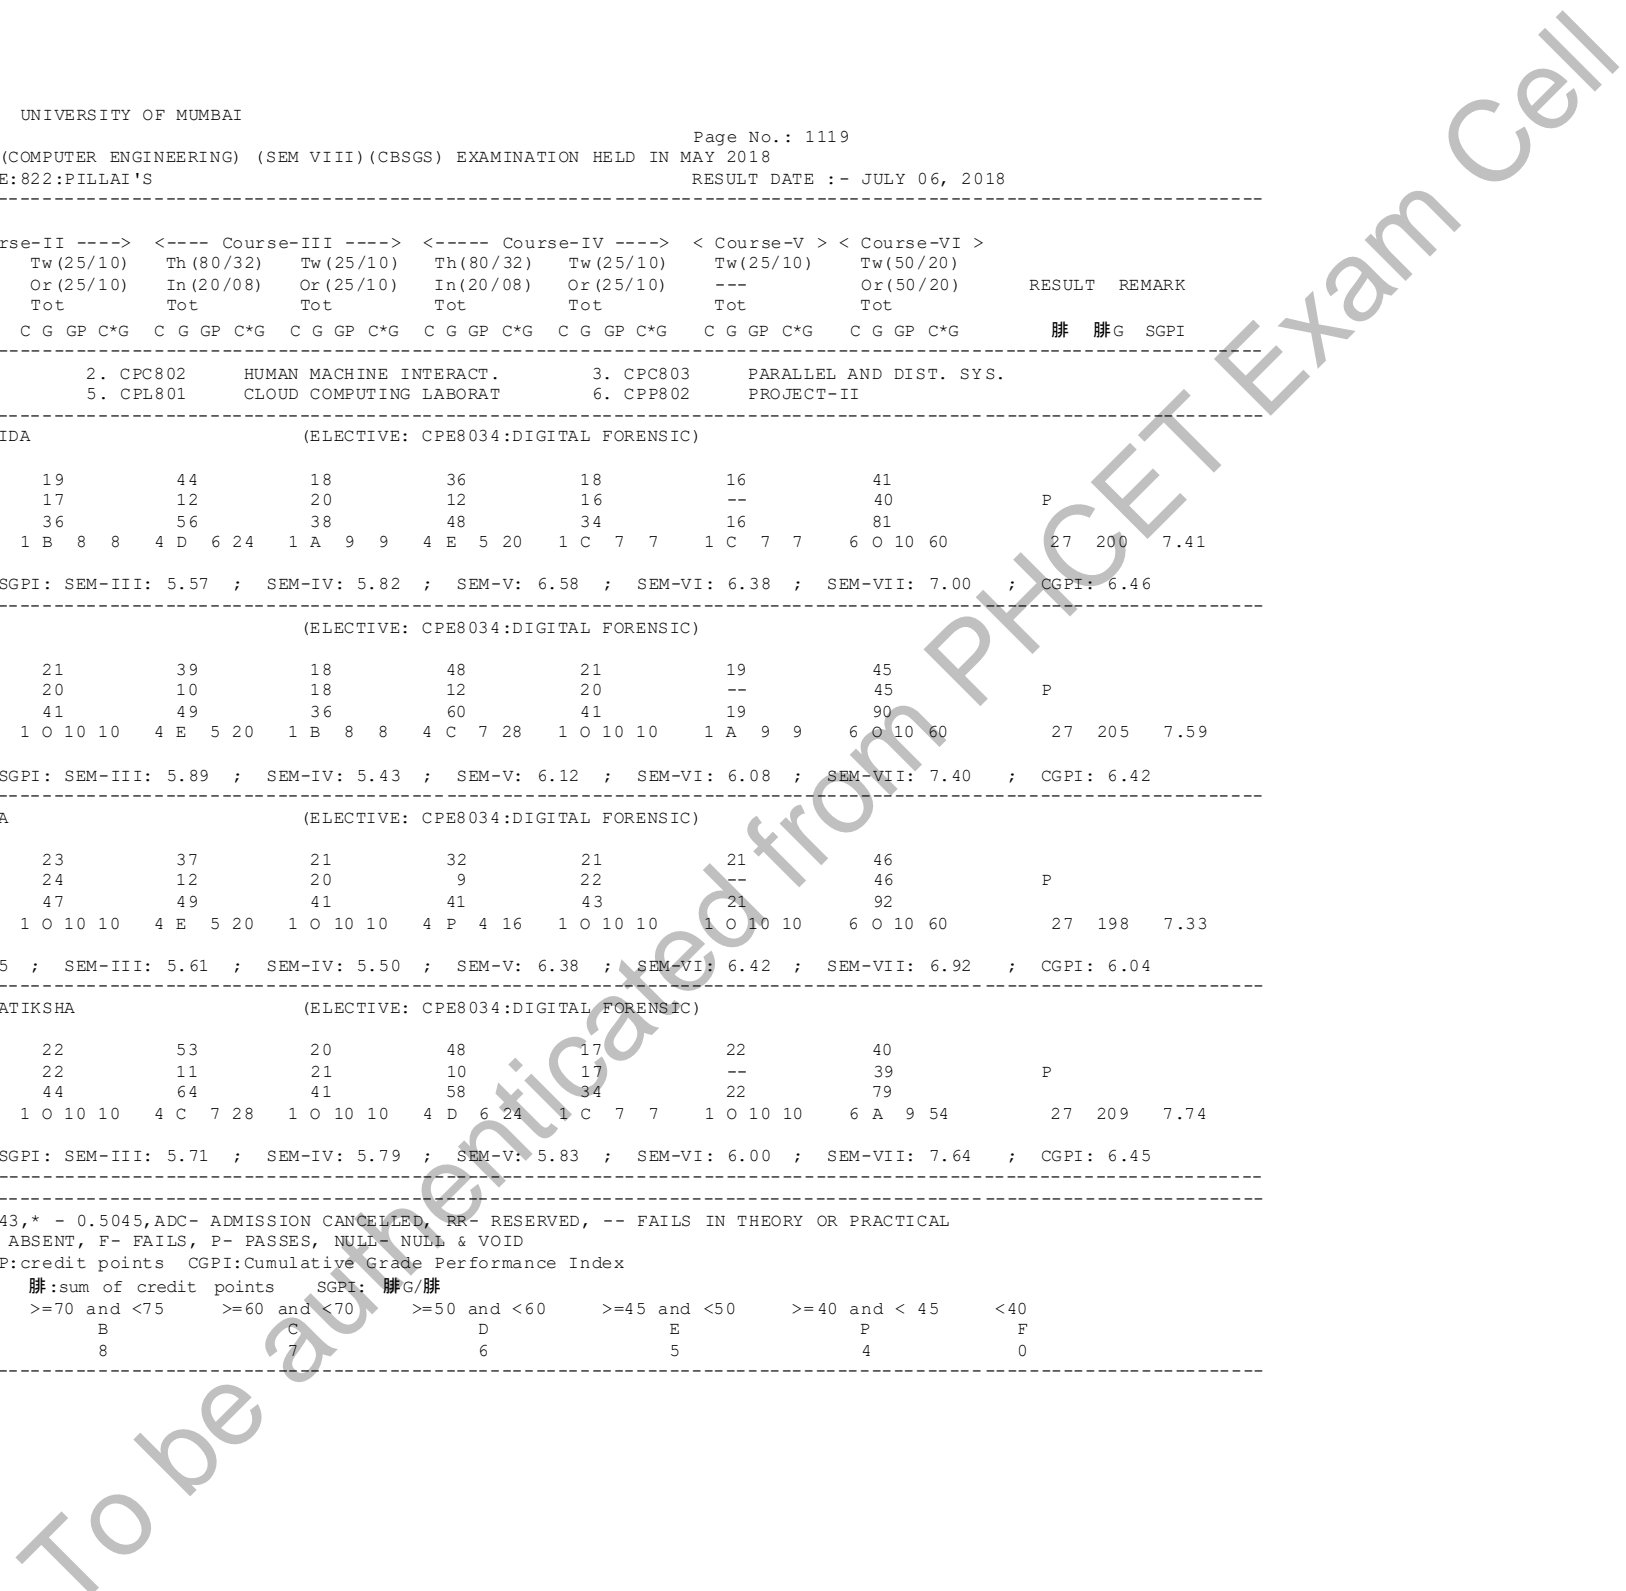 UNIVERSITY OF MUMBAI
Page No.: 1119
(COMPUTER ENGINEERING) (SEM VIII)(CBSGS) EXAMINATION HELD IN MAY 2018
E:822:PILLAI'S RESULT DATE :- JULY 06, 2018
rse-II ----> <---- Course-III ----> <----- Course-IV ----> < Course-V > < Course-VI >
Tw(25/10) Th(80/32) Tw(25/10) Th(80/32) Tw(25/10) Tw(25/10) Tw(50/20)
Or(25/10) In(20/08) Or(25/10) In(20/08) Or(25/10) --- Or(50/20) RESULT REMARK
Tot Tot Tot Tot Tot Tot Tot
C G GP C*G C G GP C*G C G GP C*G C G GP C*G C G GP C*G C G GP C*G C G GP C*G 腓 腓G SGPI
2. CPC802 HUMAN MACHINE INTERACT. 3. CPC803 PARALLEL AND DIST. SYS.
5. CPL801 CLOUD COMPUTING LABORAT 6. CPP802 PROJECT-II
IDA (ELECTIVE: CPE8034:DIGITAL FORENSIC)
19 44 18 36 18 16 41
17 12 20 12 16 -- 40 P
36 56 38 48 34 16 81
1 B 8 8 4 D 6 24 1 A 9 9 4 E 5 20 1 C 7 7 1 C 7 7 6 O 10 60 27 200 7.41
SGPI: SEM-III: 5.57 ; SEM-IV: 5.82 ; SEM-V: 6.58 ; SEM-VI: 6.38 ; SEM-VII: 7.00 ; CGPI: 6.46
(ELECTIVE: CPE8034:DIGITAL FORENSIC)
21 39 18 48 21 19 45
20 10 18 12 20 -- 45 P
41 49 36 60 41 19 90
1 O 10 10 4 E 5 20 1 B 8 8 4 C 7 28 1 O 10 10 1 A 9 9 6 O 10 60 27 205 7.59
SGPI: SEM-III: 5.89 ; SEM-IV: 5.43 ; SEM-V: 6.12 ; SEM-VI: 6.08 ; SEM-VII: 7.40 ; CGPI: 6.42
A (ELECTIVE: CPE8034:DIGITAL FORENSIC)
23 37 21 32 21 21 46
24 12 20 9 22 -- 46 P
47 49 41 41 43 21 92
1 O 10 10 4 E 5 20 1 O 10 10 4 P 4 16 1 O 10 10 1 O 10 10 6 O 10 60 27 198 7.33
5 ; SEM-III: 5.61 ; SEM-IV: 5.50 ; SEM-V: 6.38 ; SEM-VI: 6.42 ; SEM-VII: 6.92 ; CGPI: 6.04
ATIKSHA (ELECTIVE: CPE8034:DIGITAL FORENSIC)
22 53 20 48 17 22 40
22 11 21 10 17 -- 39 P
44 64 41 58 34 22 79
1 O 10 10 4 C 7 28 1 O 10 10 4 D 6 24 1 C 7 7 1 O 10 10 6 A 9 54 27 209 7.74
SGPI: SEM-III: 5.71 ; SEM-IV: 5.79 ; SEM-V: 5.83 ; SEM-VI: 6.00 ; SEM-VII: 7.64 ; CGPI: 6.45
43,* - 0.5045,ADC- ADMISSION CANCELLED, RR- RESERVED, -- FAILS IN THEORY OR PRACTICAL
ABSENT, F- FAILS, P- PASSES, NULL- NULL & VOID
P:credit points CGPI:Cumulative Grade Performance Index
腓:sum of credit points SGPI: 腓G/腓
>=70 and <75 >=60 and <70 >=50 and <60 >=45 and <50 >=40 and < 45 <40
B C D E P F
8 7 6 5 4 0
To be authenticated from PHCET Exam Cell